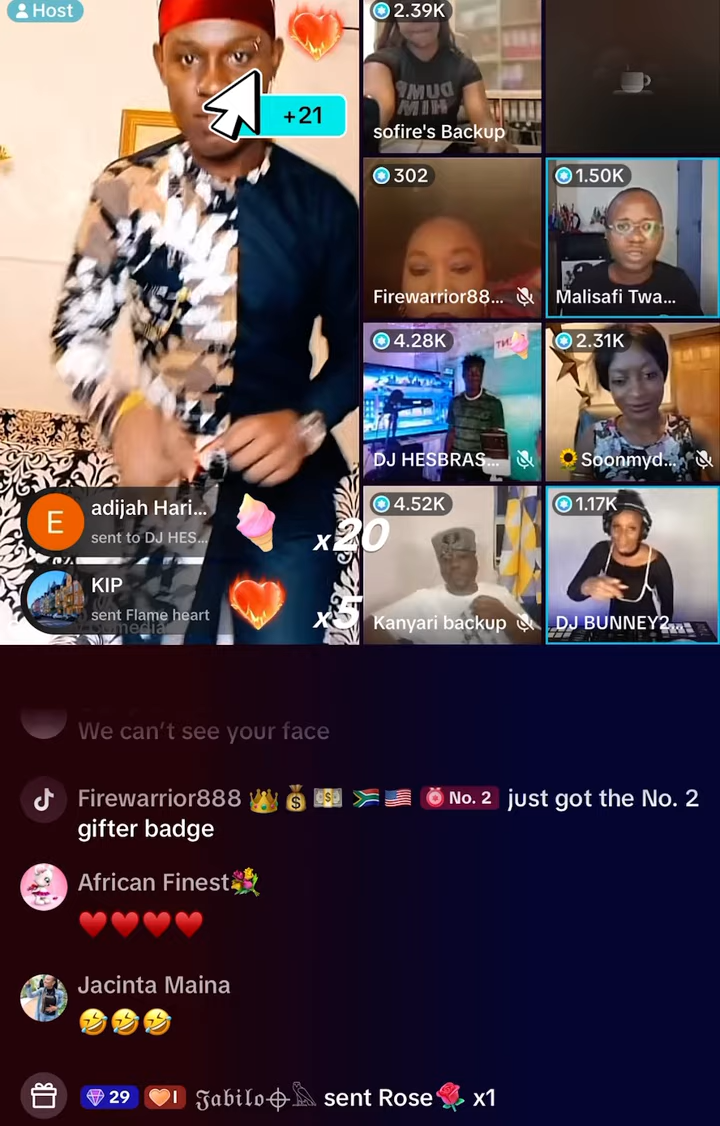 Host
+21
2.39K
DUMP
HIM
sofire's Backup
302
Firewarrior88...
1.50K
Malisafi Twa...
4.28K
DJ HESBRAS...
2.31K
🌻Soonmyd...
4.52K
Kanyari backup
1.17K
DJ BUNNEY2...
E
adijah Hari...
sent to DJ HES...
x20
KIP
sent Flame heart
x5
We can't see your face
Firewarrior888 👑💰💵 🇿🇦🇺🇸 No. 2 just got the No. 2
gifter badge
African Finest💐
♥️♥️♥️♥️
Jacinta Maina
🤣🤣🤣
29 I 𝔍𝔞𝔟𝔦𝔩𝔬⌖𓅓 sent Rose🌹 x1